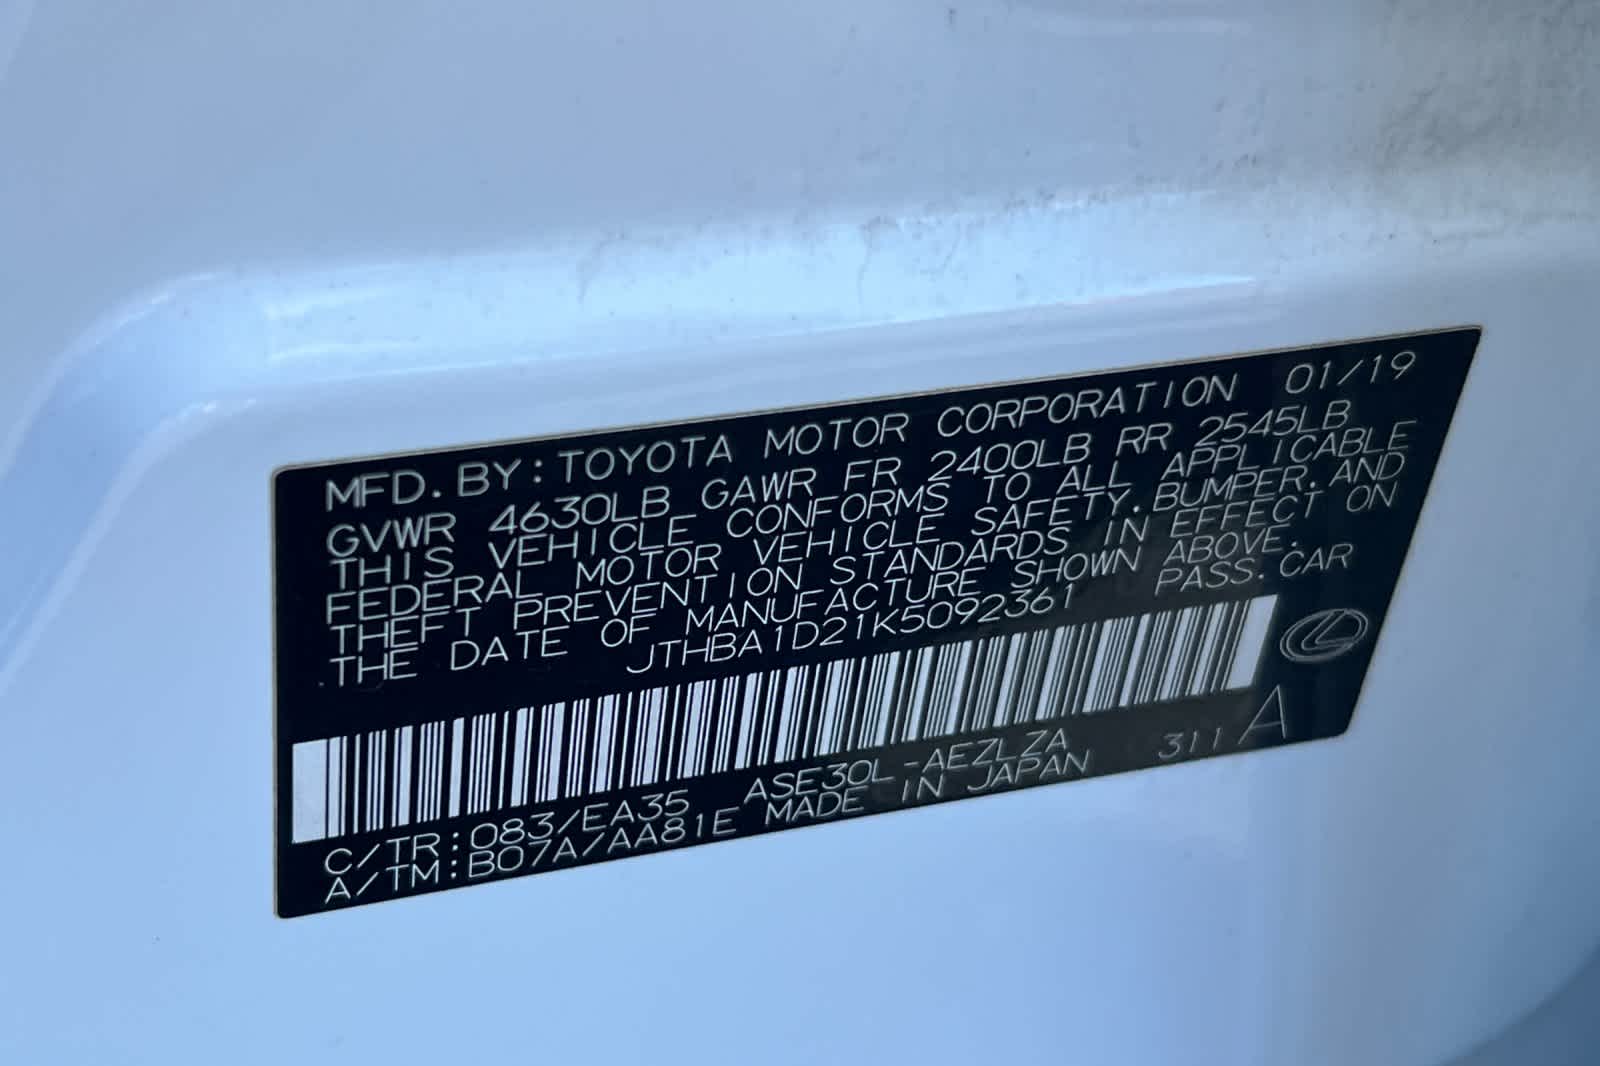 MFD. BY: TOYOTA MOTOR CORPORATION 01/19
GVWR 4630LB GAWR FR 2400LB RR 2545LB
THIS VEHICLE CONFORMS TO ALL APPLICABLE
FEDERAL MOTOR VEHICLE SAFETY, BUMPER, AND
THEFT PREVENTION STANDARDS IN EFFECT ON
THE DATE OF MANUFACTURE SHOWN ABOVE.
JTHBA1D21K5092361 PASS. CAR
C/TR: 083/EA35 ASE30L-AEZLZA 311 A
A/TM: B07A/AA81E MADE IN JAPAN